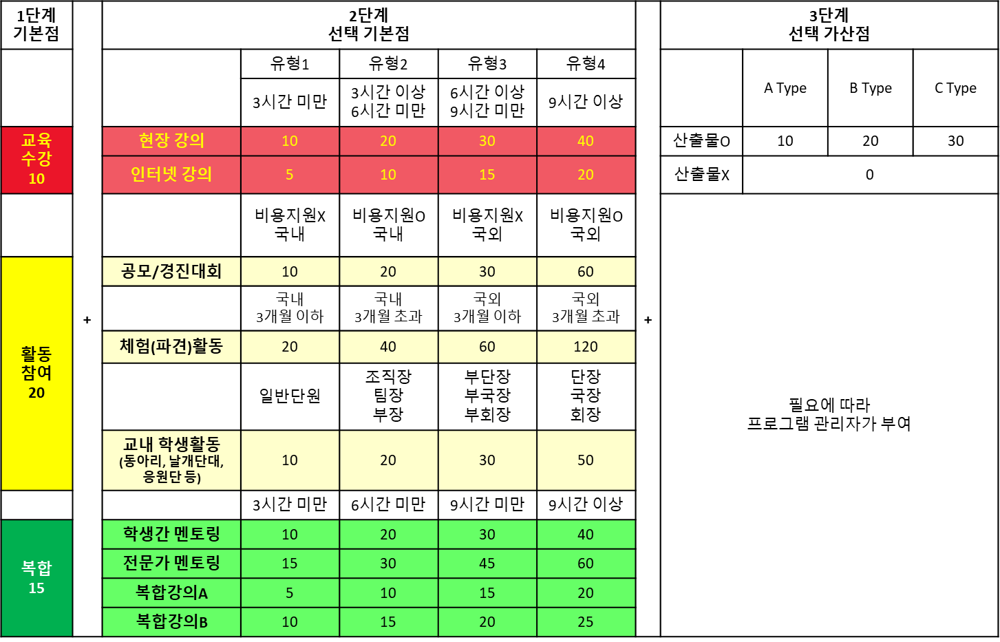 1단계
기본점
2단계
선택 기본점
3단계
선택 가산점
유형1
유형2
유형3
유형4
3시간 미만
3시간 이상
6시간 미만
6시간 이상
9시간 미만
9시간 이상
A Type
B Type
C Type
교육
수강
10
현장 강의
10
20
30
40
산출물O
10
20
30
인터넷 강의
5
10
15
20
산출물X
0
비용지원X
국내
비용지원O
국내
비용지원X
국외
비용지원O
국외
활동
참여
20
공모/경진대회
10
20
30
60
국내
3개월 이하
국내
3개월 초과
국외
3개월 이하
국외
3개월 초과
+
+
체험(파견)활동
20
40
60
120
일반단원
조직장
팀장
부장
부단장
부국장
부회장
단장
국장
회장
필요에 따라
프로그램 관리자가 부여
교내 학생활동
(동아리, 날개단대,
응원단 등)
10
20
30
50
3시간 미만
6시간 미만
9시간 미만
9시간 이상
복합
15
학생간 멘토링
10
20
30
40
전문가 멘토링
15
30
45
60
복합강의A
5
10
15
20
복합강의B
10
15
20
25